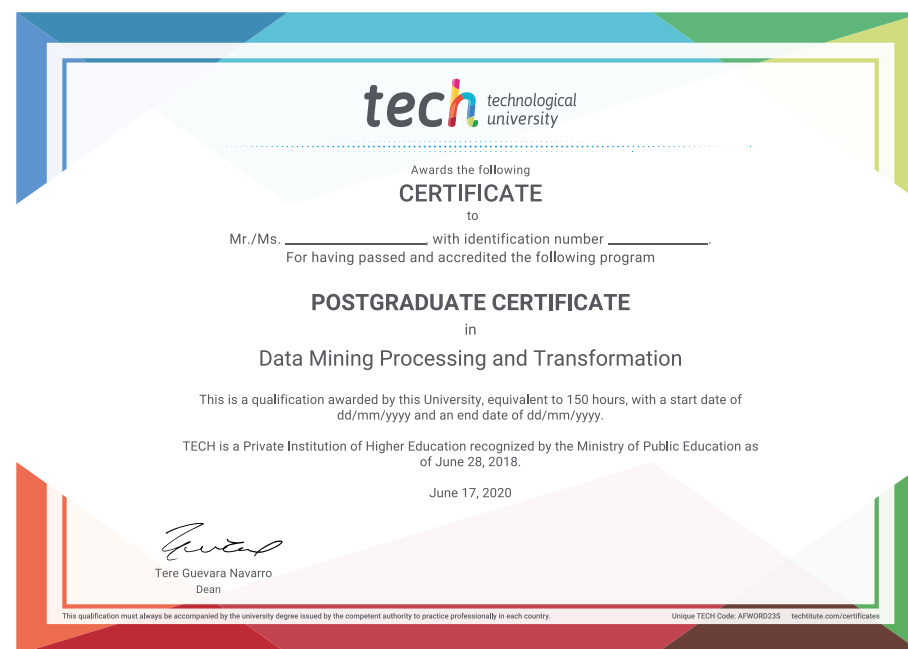 tech technological
university
Awards the following
CERTIFICATE
to
Mr./Ms. ____________, with identification number ____________.
For having passed and accredited the following program
POSTGRADUATE CERTIFICATE
in
Data Mining Processing and Transformation
This is a qualification awarded by this University, equivalent to 150 hours, with a start date of
dd/mm/yyyy and an end date of dd/mm/yyyy.
TECH is a Private Institution of Higher Education recognized by the Ministry of Public Education as
of June 28, 2018.
June 17, 2020
Tere Guevara Navarro
Dean
This qualification must always be accompanied by the university degree issued by the competent authority to practice professionally in each country. Unique TECH Code: AFWORD23S techtitute.com/certificates